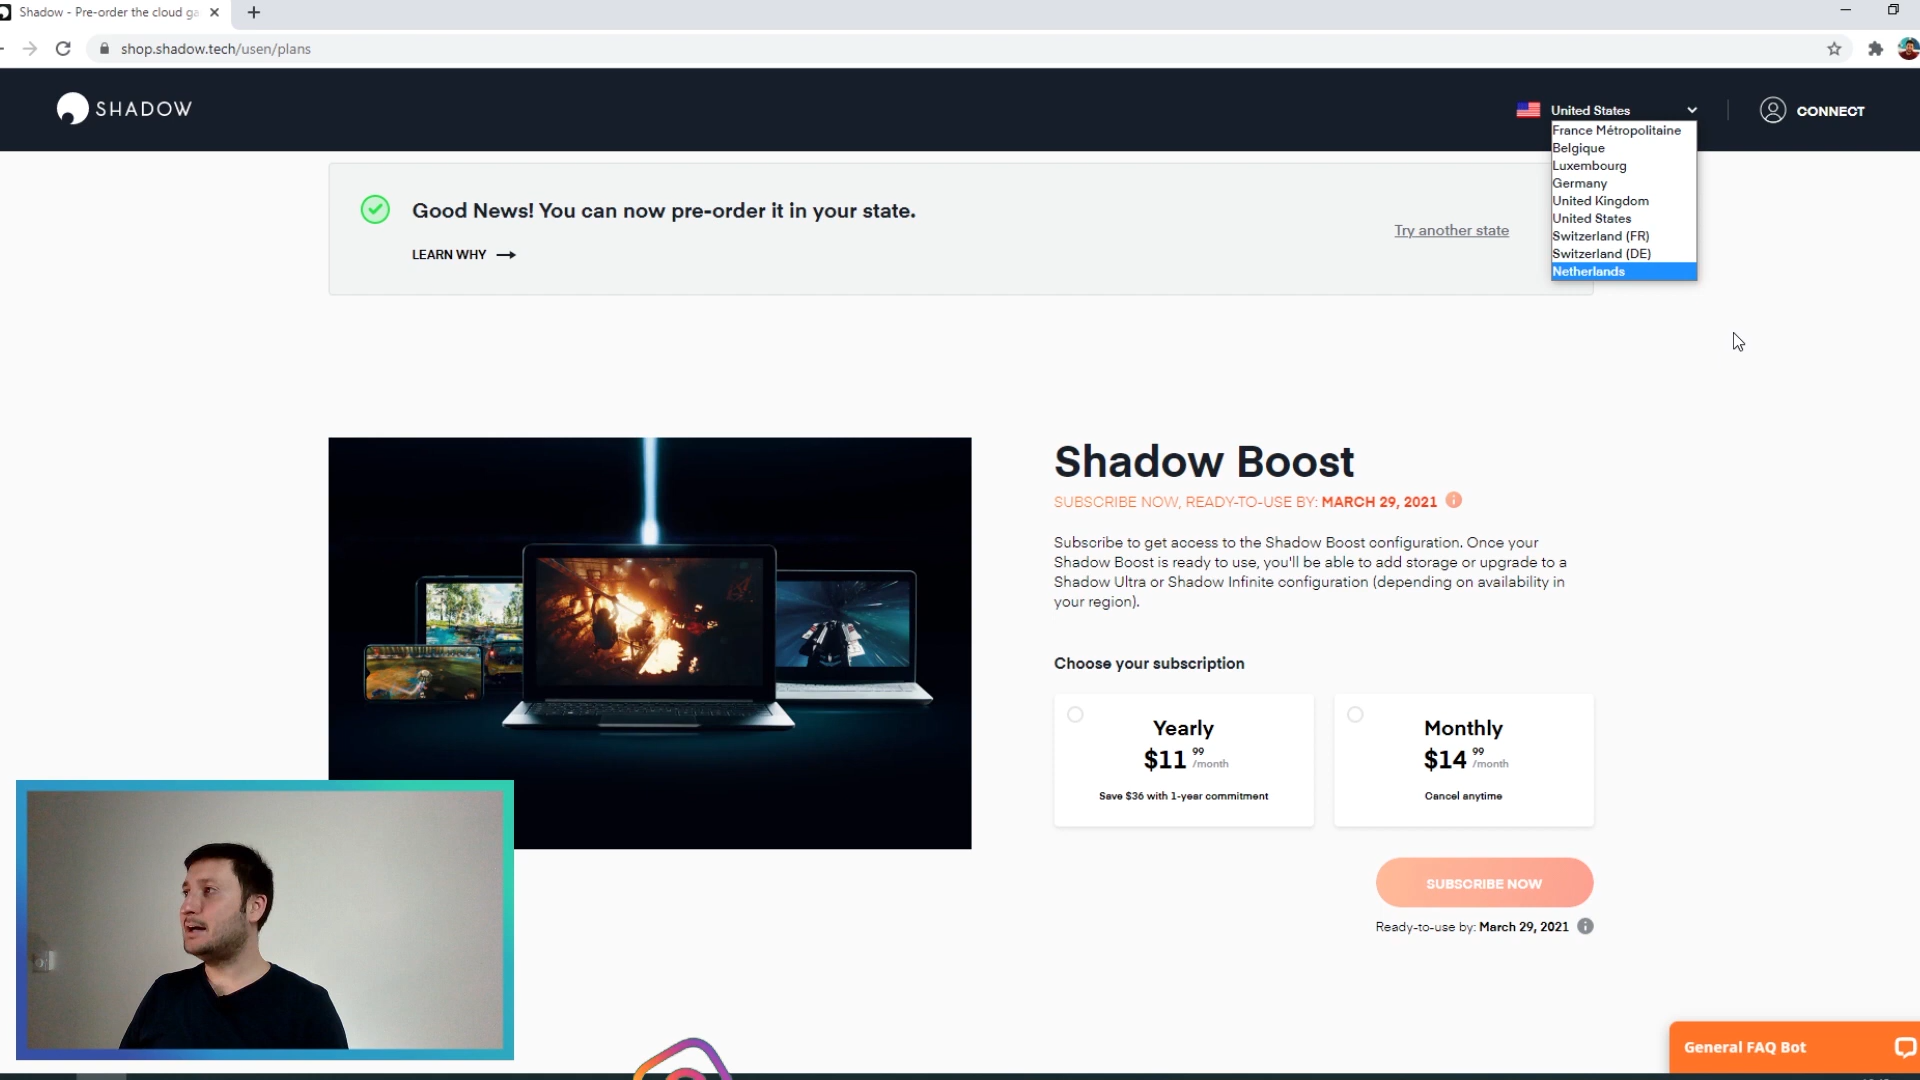 Shadow - Pre-order the cloud ga
shop.shadow.tech/usen/plans
SHADOW
United States
CONNECT
France Métropolitaine
Belgique
Luxembourg
Germany
United Kingdom
United States
Switzerland (FR)
Switzerland (DE)
Netherlands
Good News! You can now pre-order it in your state.
LEARN WHY →
Try another state
Shadow Boost
SUBSCRIBE NOW, READY-TO-USE BY: MARCH 29, 2021
Subscribe to get access to the Shadow Boost configuration. Once your
Shadow Boost is ready to use, you'll be able to add storage or upgrade to a
Shadow Ultra or Shadow Infinite configuration (depending on availability in
your region).
Choose your subscription
Yearly
$11 99 /month
Save $36 with 1-year commitment
Monthly
$14 99 /month
Cancel anytime
SUBSCRIBE NOW
Ready-to-use by: March 29, 2021
General FAQ Bot